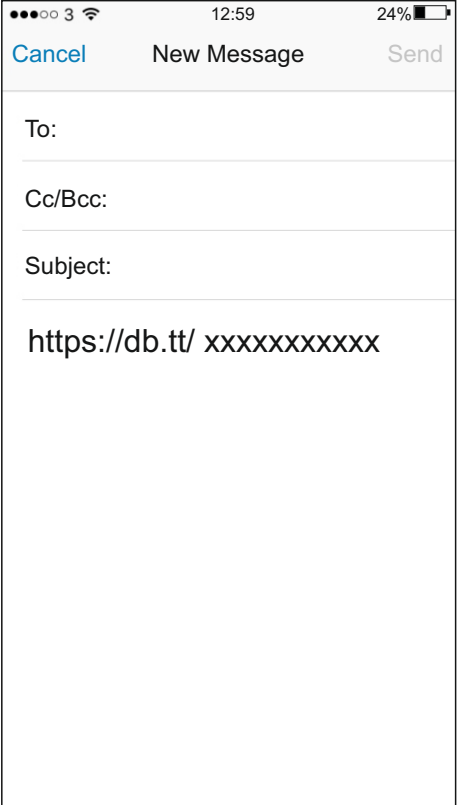 3 12:59 24%
Cancel New Message Send
To:
Cc/Bcc:
Subject:
https://db.tt/ xxxxxxxxxxx